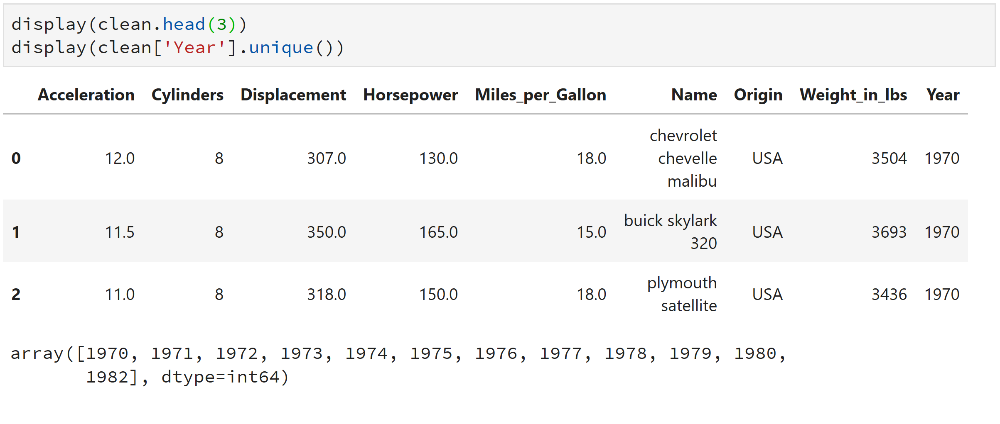 display(clean.head(3))
display(clean['Year'].unique())
Acceleration Cylinders Displacement Horsepower Miles_per_Gallon Name Origin Weight_in_lbs Year
0 12.0 8 307.0 130.0 18.0 chevrolet chevelle malibu USA 3504 1970
1 11.5 8 350.0 165.0 15.0 buick skylark 320 USA 3693 1970
2 11.0 8 318.0 150.0 18.0 plymouth satellite USA 3436 1970
array([1970, 1971, 1972, 1973, 1974, 1975, 1976, 1977, 1978, 1979, 1980,
1982], dtype=int64)